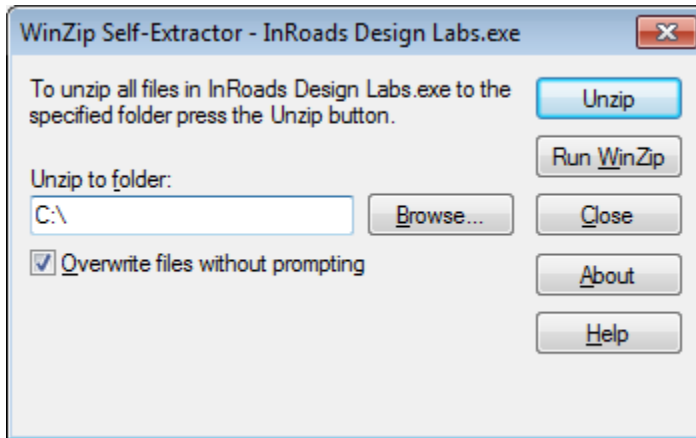 WinZip Self-Extractor - InRoads Design Labs.exe
To unzip all files in InRoads Design Labs.exe to the
specified folder press the Unzip button.
Unzip
Run WinZip
Unzip to folder:
C:\
Browse...
Close
Overwrite files without prompting
About
Help